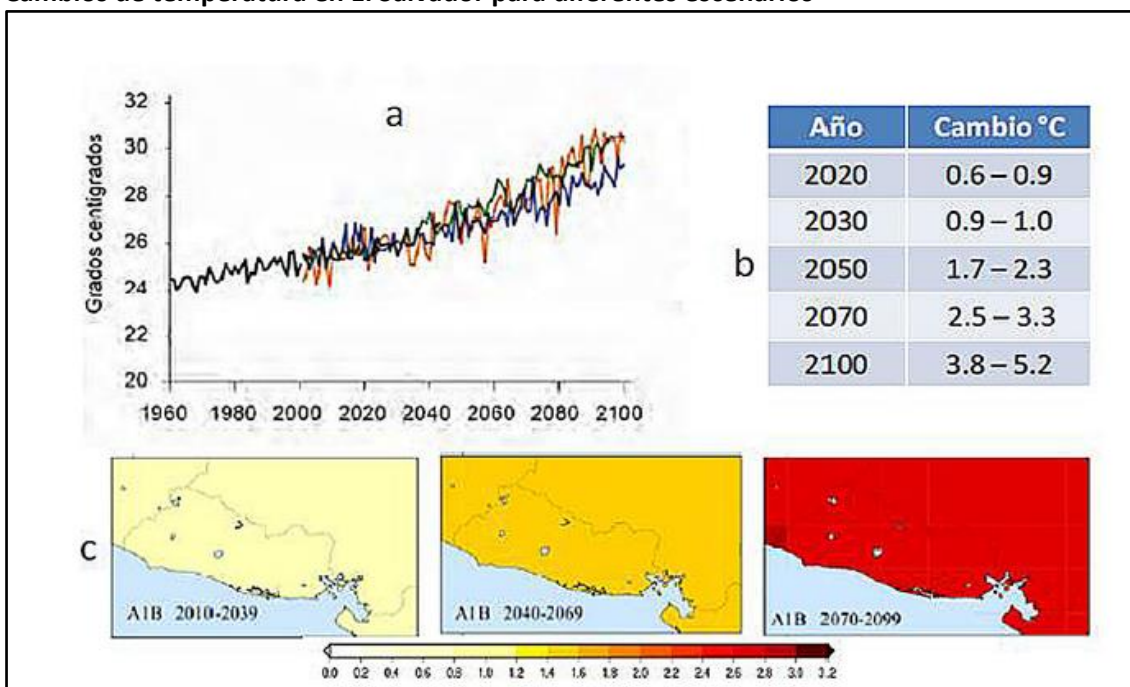 Cambios de temperatura en El Salvador para diferentes escenarios
a
Grados centigrados
32
30
28
26
24
22
20
1960 1980 2000 2020 2040 2060 2080 2100
b
Año Cambio °C
2020 0.6 – 0.9
2030 0.9 – 1.0
2050 1.7 – 2.3
2070 2.5 – 3.3
2100 3.8 – 5.2
c
A1B 2010-2039
A1B 2040-2069
A1B 2070-2099
0.0 0.2 0.4 0.6 0.8 1.0 1.2 1.4 1.6 1.8 2.0 2.2 2.4 2.6 2.8 3.0 3.2